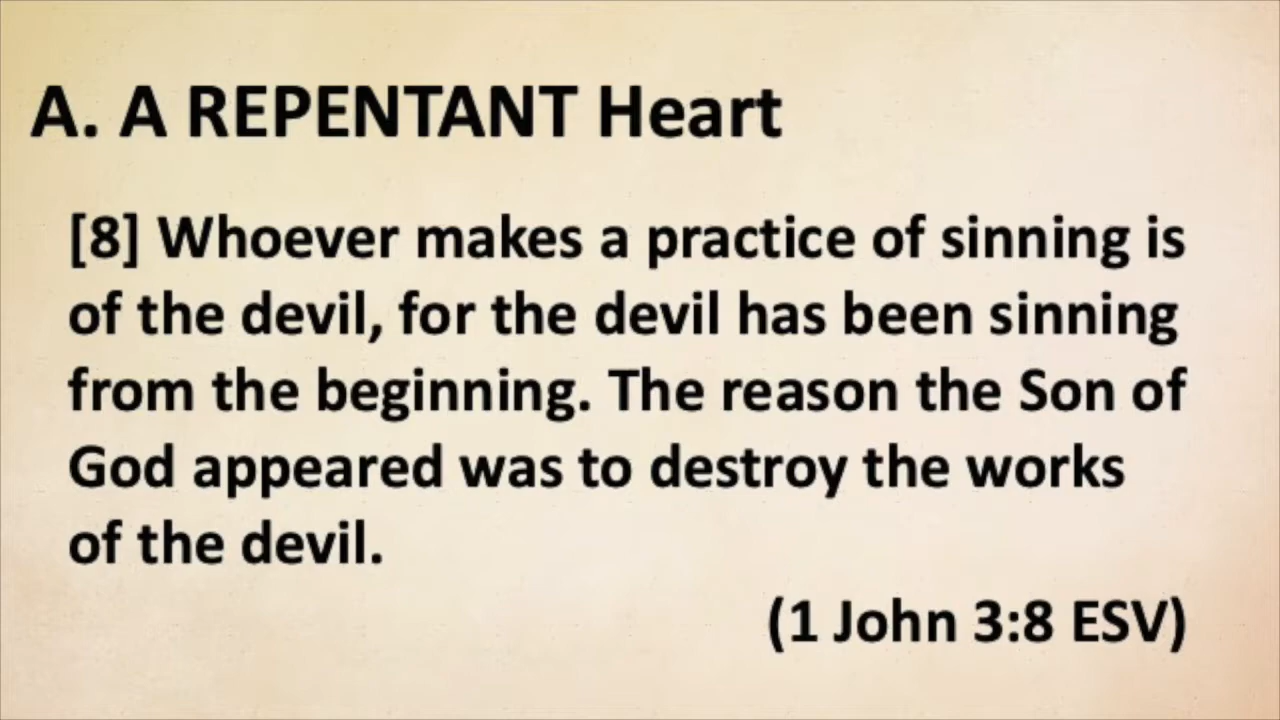 A. A REPENTANT Heart
[8] Whoever makes a practice of sinning is
of the devil, for the devil has been sinning
from the beginning. The reason the Son of
God appeared was to destroy the works
of the devil.
(1 John 3:8 ESV)